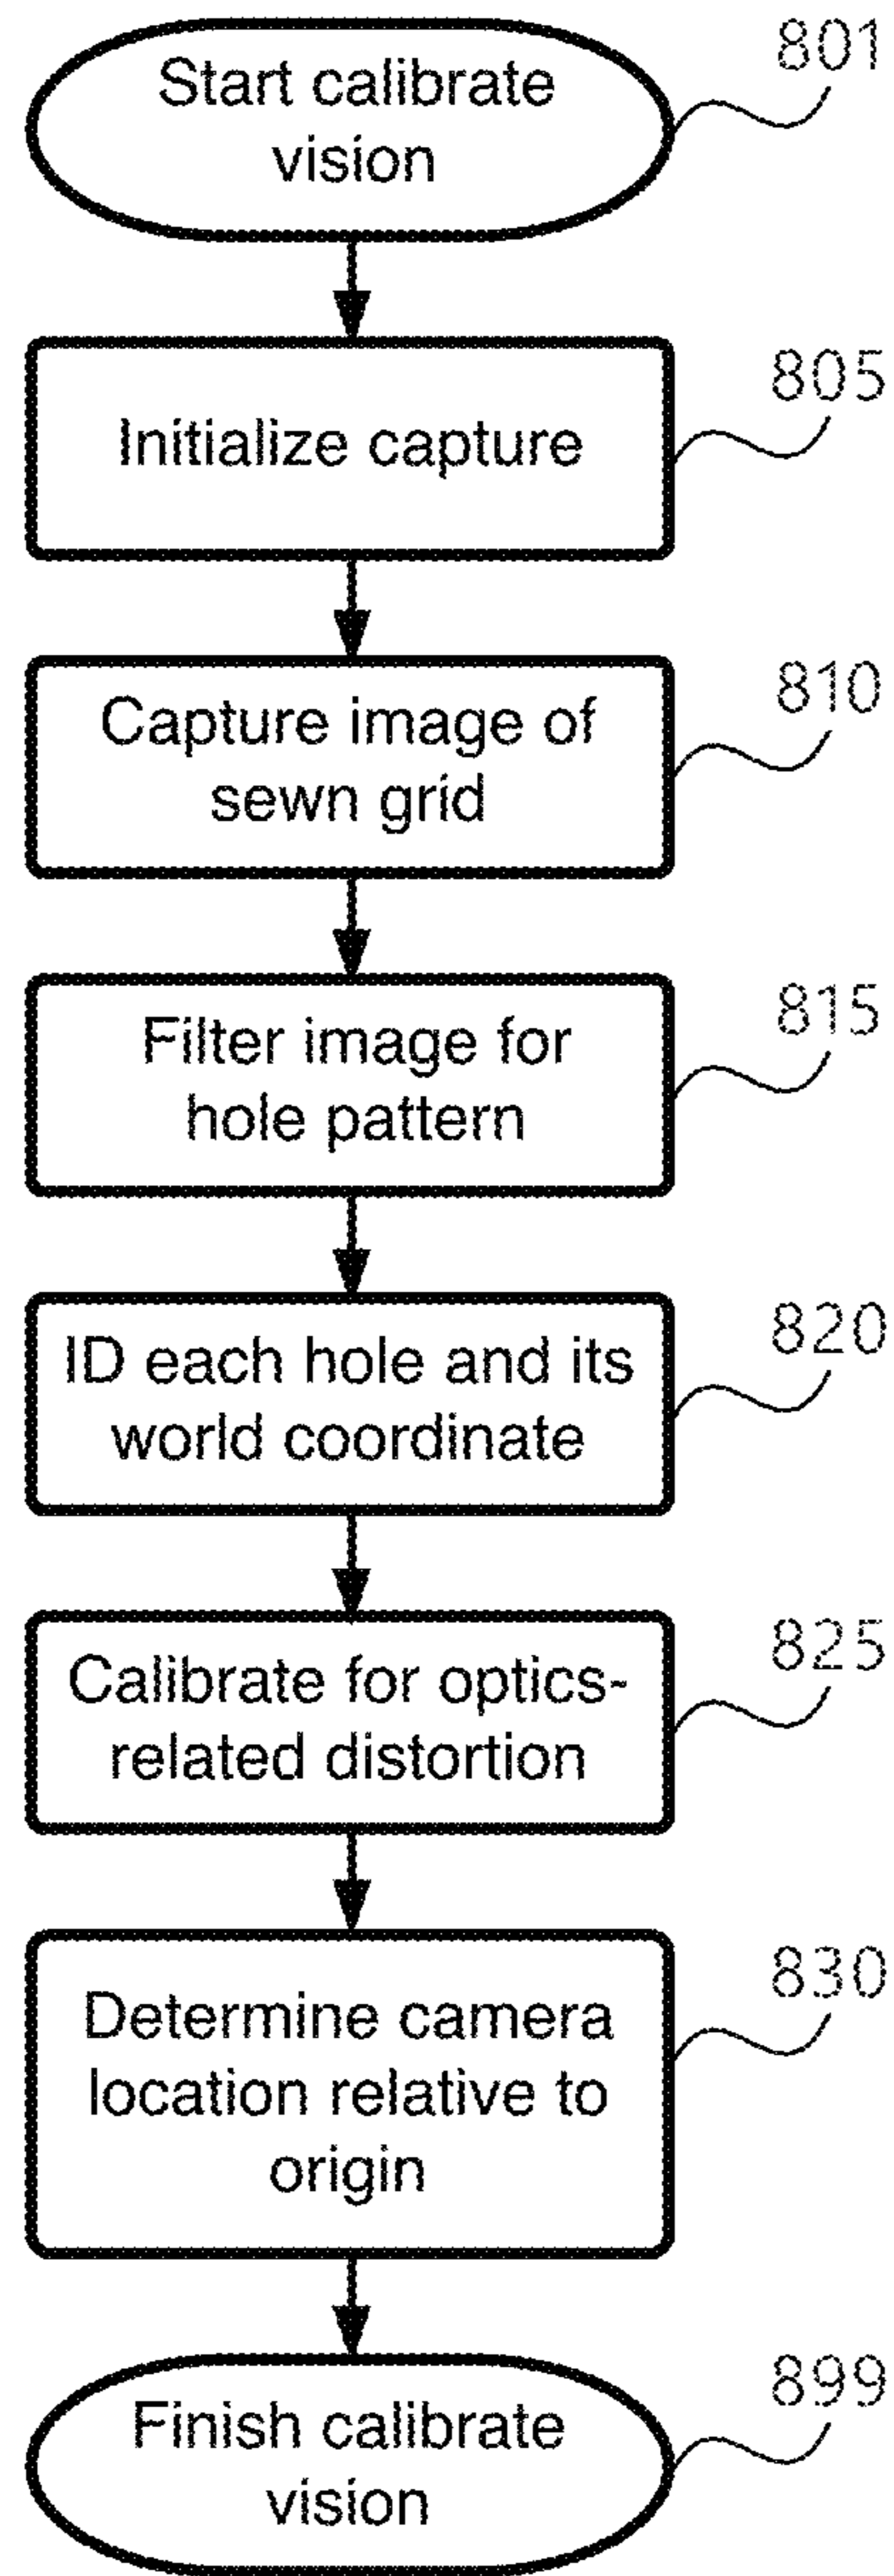 801
Start calibrate
vision
805
Initialize capture
810
Capture image of
sewn grid
815
Filter image for
hole pattern
820
ID each hole and its
world coordinate
825
Calibrate for optics-
related distortion
830
Determine camera
location relative to
origin
899
Finish calibrate
vision